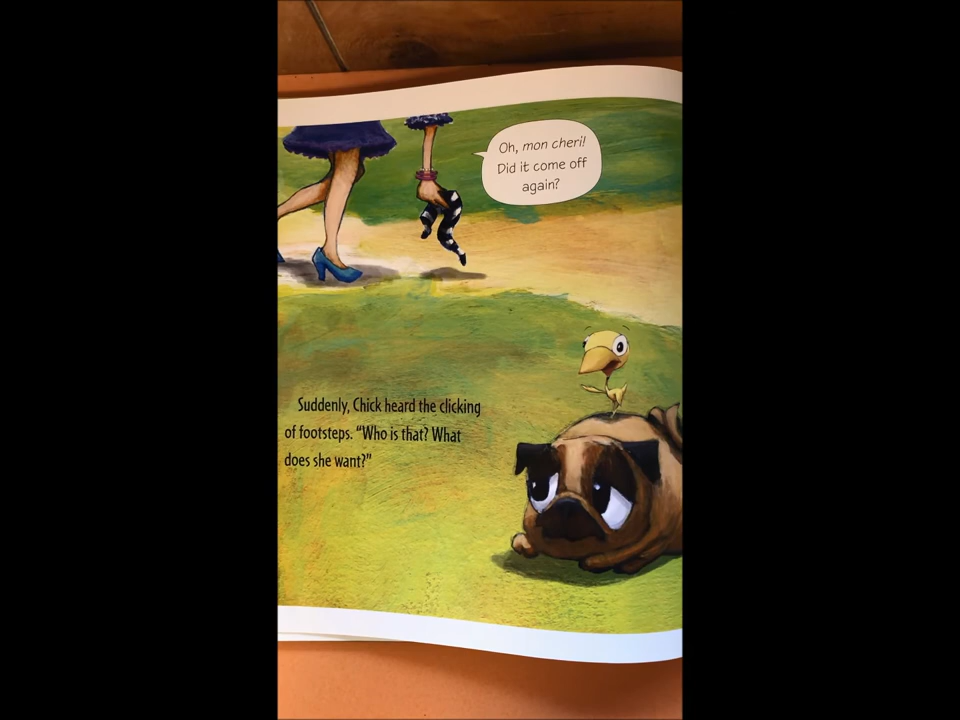 Oh, mon cheri!
Did it come off
again?
Suddenly, Chick heard the clicking
of footsteps. “Who is that? What
does she want?”